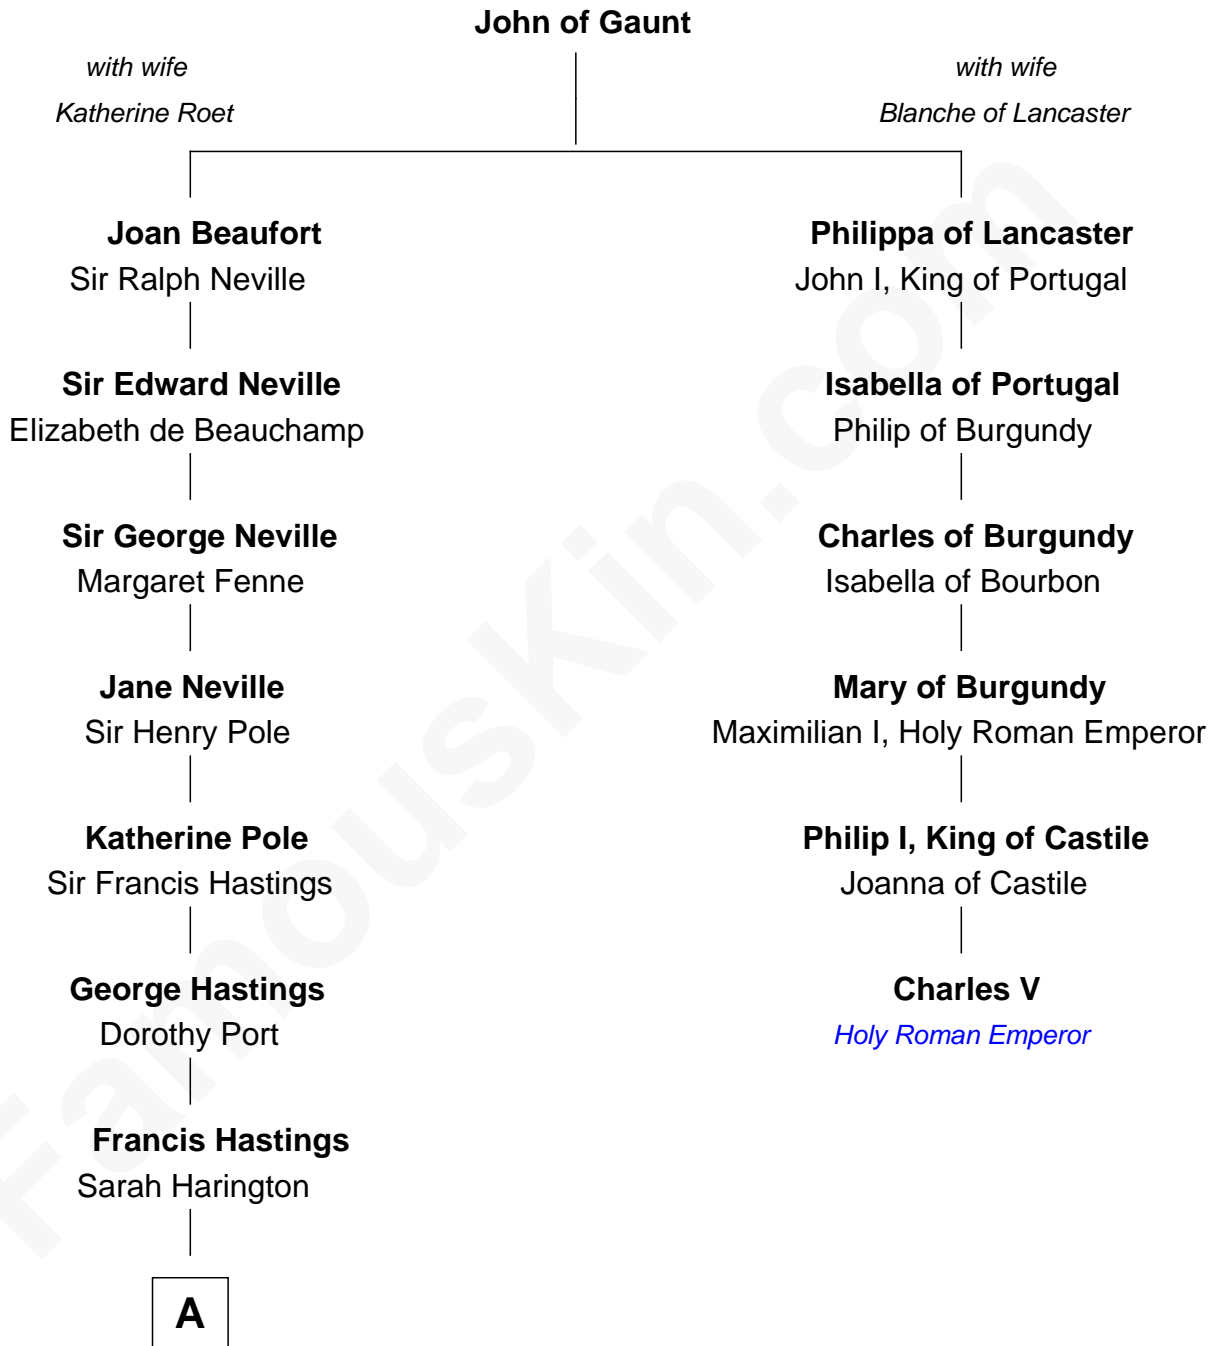 John of Gaunt
with wife
Katherine Roet
with wife
Blanche of Lancaster
Joan Beaufort
Sir Ralph Neville
Philippa of Lancaster
John I, King of Portugal
Sir Edward Neville
Elizabeth de Beauchamp
Isabella of Portugal
Philip of Burgundy
Sir George Neville
Margaret Fenne
Charles of Burgundy
Isabella of Bourbon
Jane Neville
Sir Henry Pole
Mary of Burgundy
Maximilian I, Holy Roman Emperor
Katherine Pole
Sir Francis Hastings
Philip I, King of Castile
Joanna of Castile
George Hastings
Dorothy Port
Charles V
Holy Roman Emperor
Francis Hastings
Sarah Harington
A
FamousKin.com